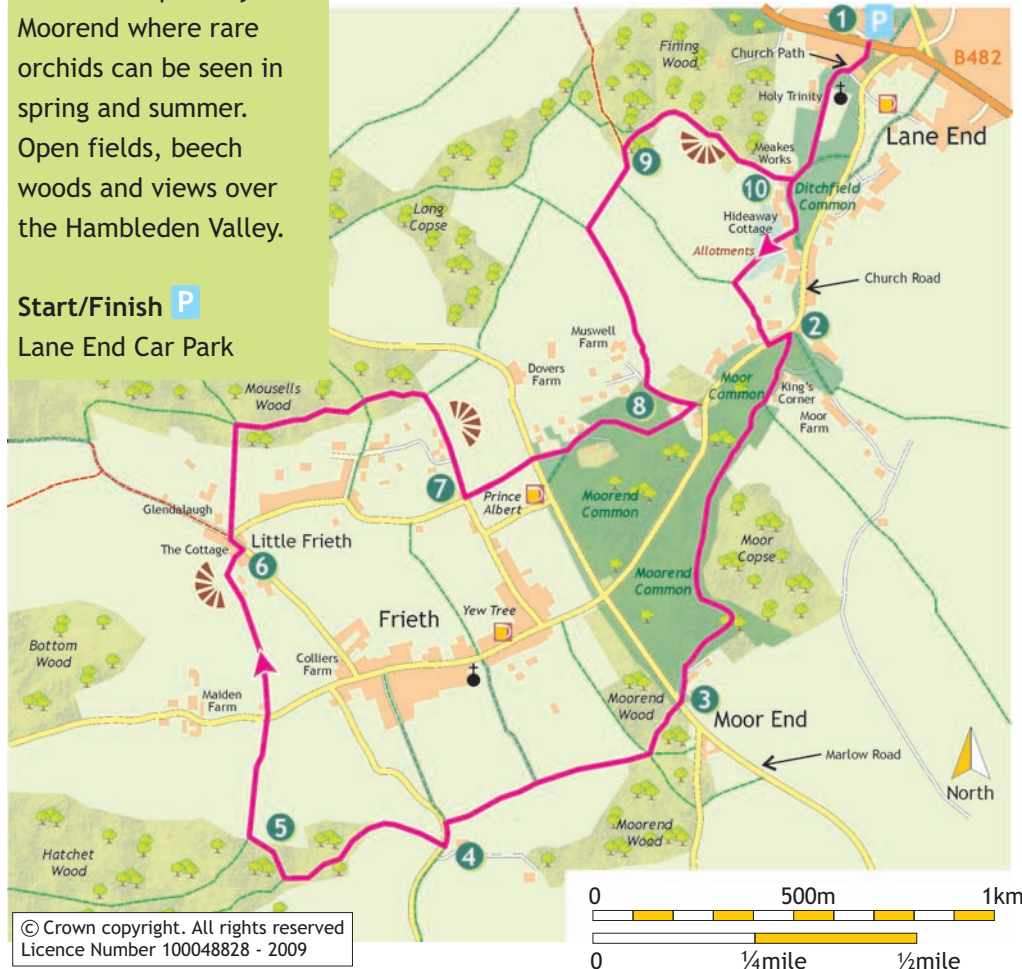 Moorend where rare
orchids can be seen in
spring and summer.
Open fields, beech
woods and views over
the Hambleden Valley.
Start/Finish P
Lane End Car Park
1
P
B482
Church Path
Fining
Wood
Holy Trinity
Lane End
Meakes
Works
9
10
Ditchfield
Common
Long
Copse
Hideaway
Cottage
Allotments
Church Road
2
Muswell
Farm
Dovers
Farm
Moor
Common
King's
Corner
Moor
Farm
8
Mousells
Wood
7
Prince
Albert
Moorend
Common
Glendalaugh
The Cottage
Little Frieth
6
Moor
Copse
Moorend
Common
Frieth
Yew Tree
Bottom
Wood
Colliers
Farm
Maiden
Farm
Moorend
Wood
3
Moor End
Marlow Road
North
5
Moorend
Wood
Hatchet
Wood
4
0 500m 1km
0 ¼mile ½mile
© Crown copyright. All rights reserved
Licence Number 100048828 - 2009